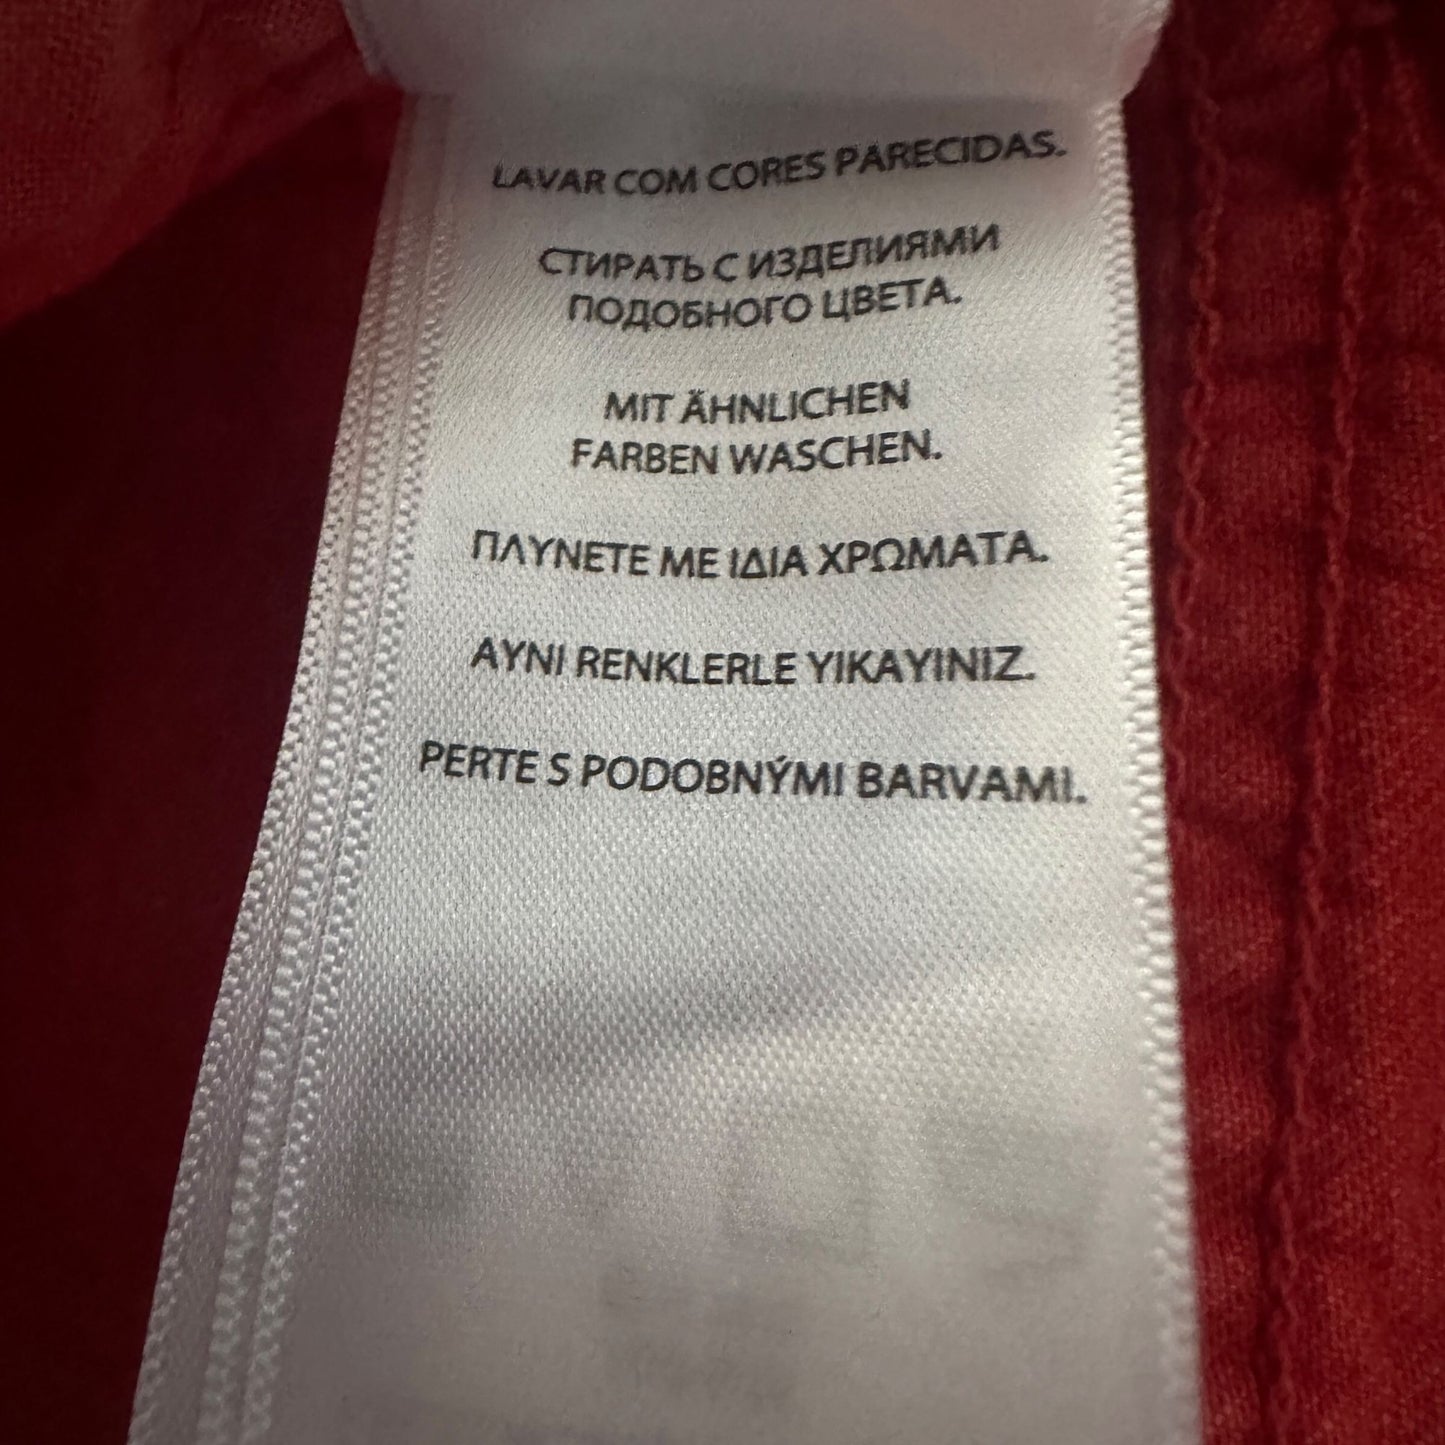 LAVAR COM CORES PARECIDAS.
СТИРАТЬ С ИЗДЕЛИЯМИ
ПОДОБНОГО ЦВЕТА.
MIT ÄHNLICHEN
FARBEN WASCHEN.
ΠΛΥΝΕΤΕ ΜΕ ΙΔΙΑ ΧΡΩΜΑΤΑ.
AYNI RENKLERLE YIKAYINIZ.
PERTE S PODOBNÝMI BARVAMI.